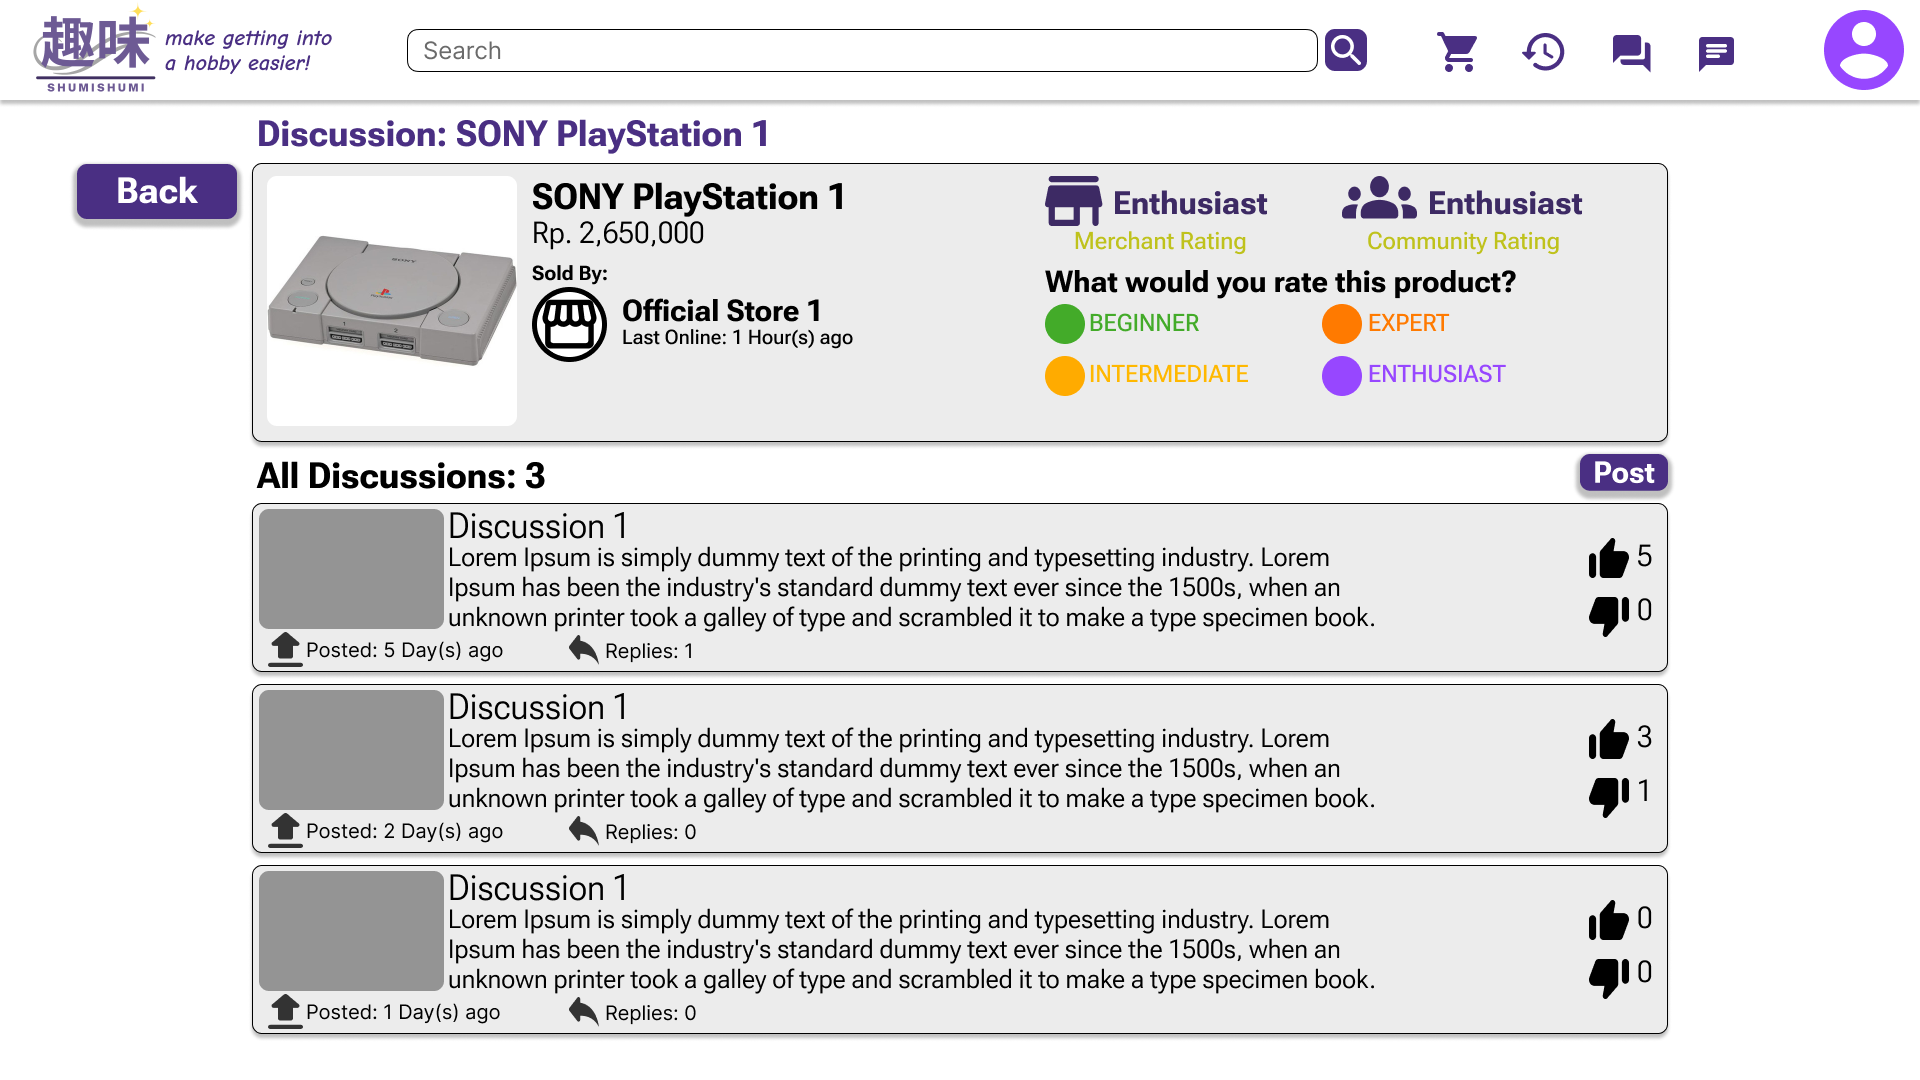 趣味
SHUMISHUMI
make getting into
a hobby easier!
Search
Discussion: SONY PlayStation 1
Back
SONY PlayStation 1
Rp. 2,650,000
Sold By:
Official Store 1
Last Online: 1 Hour(s) ago
SONY
1
2
Enthusiast
Merchant Rating
Enthusiast
Community Rating
What would you rate this product?
BEGINNER
EXPERT
INTERMEDIATE
ENTHUSIAST
All Discussions: 3
Post
Discussion 1
Lorem Ipsum is simply dummy text of the printing and typesetting industry. Lorem
Ipsum has been the industry's standard dummy text ever since the 1500s, when an
unknown printer took a galley of type and scrambled it to make a type specimen book.
5
0
Posted: 5 Day(s) ago
Replies: 1
Discussion 1
Lorem Ipsum is simply dummy text of the printing and typesetting industry. Lorem
Ipsum has been the industry's standard dummy text ever since the 1500s, when an
unknown printer took a galley of type and scrambled it to make a type specimen book.
3
1
Posted: 2 Day(s) ago
Replies: 0
Discussion 1
Lorem Ipsum is simply dummy text of the printing and typesetting industry. Lorem
Ipsum has been the industry's standard dummy text ever since the 1500s, when an
unknown printer took a galley of type and scrambled it to make a type specimen book.
0
0
Posted: 1 Day(s) ago
Replies: 0